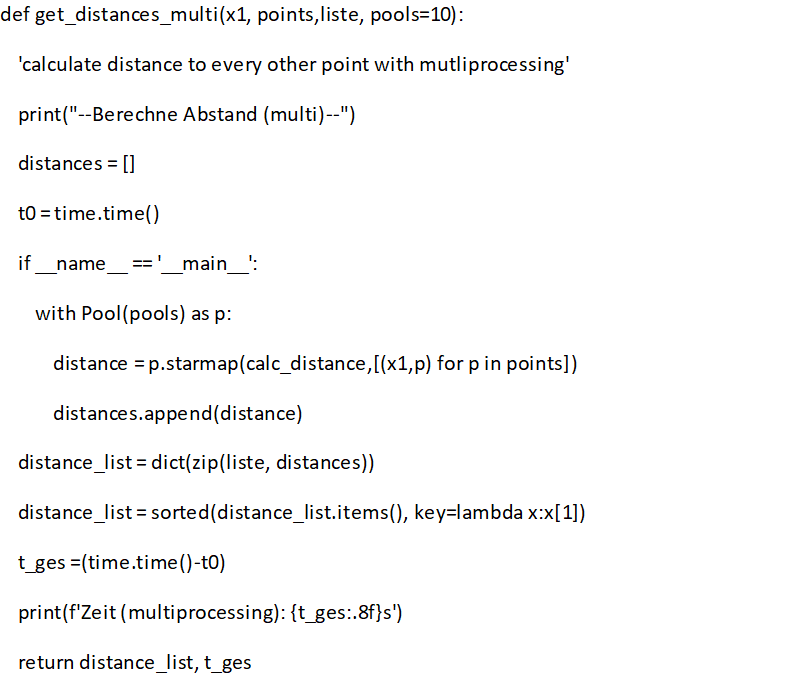 def get_distances_multi(x1, points,liste, pools=10):
'calculate distance to every other point with mutliprocessing'
print("--Berechne Abstand (multi)--")
distances = []
t0 = time.time()
if __name__ == '__main__':
with Pool(pools) as p:
distance = p.starmap(calc_distance,[(x1,p) for p in points])
distances.append(distance)
distance_list = dict(zip(liste, distances))
distance_list = sorted(distance_list.items(), key=lambda x:x[1])
t_ges =(time.time()-t0)
print(f'Zeit (multiprocessing): {t_ges:.8f}s')
return distance_list, t_ges